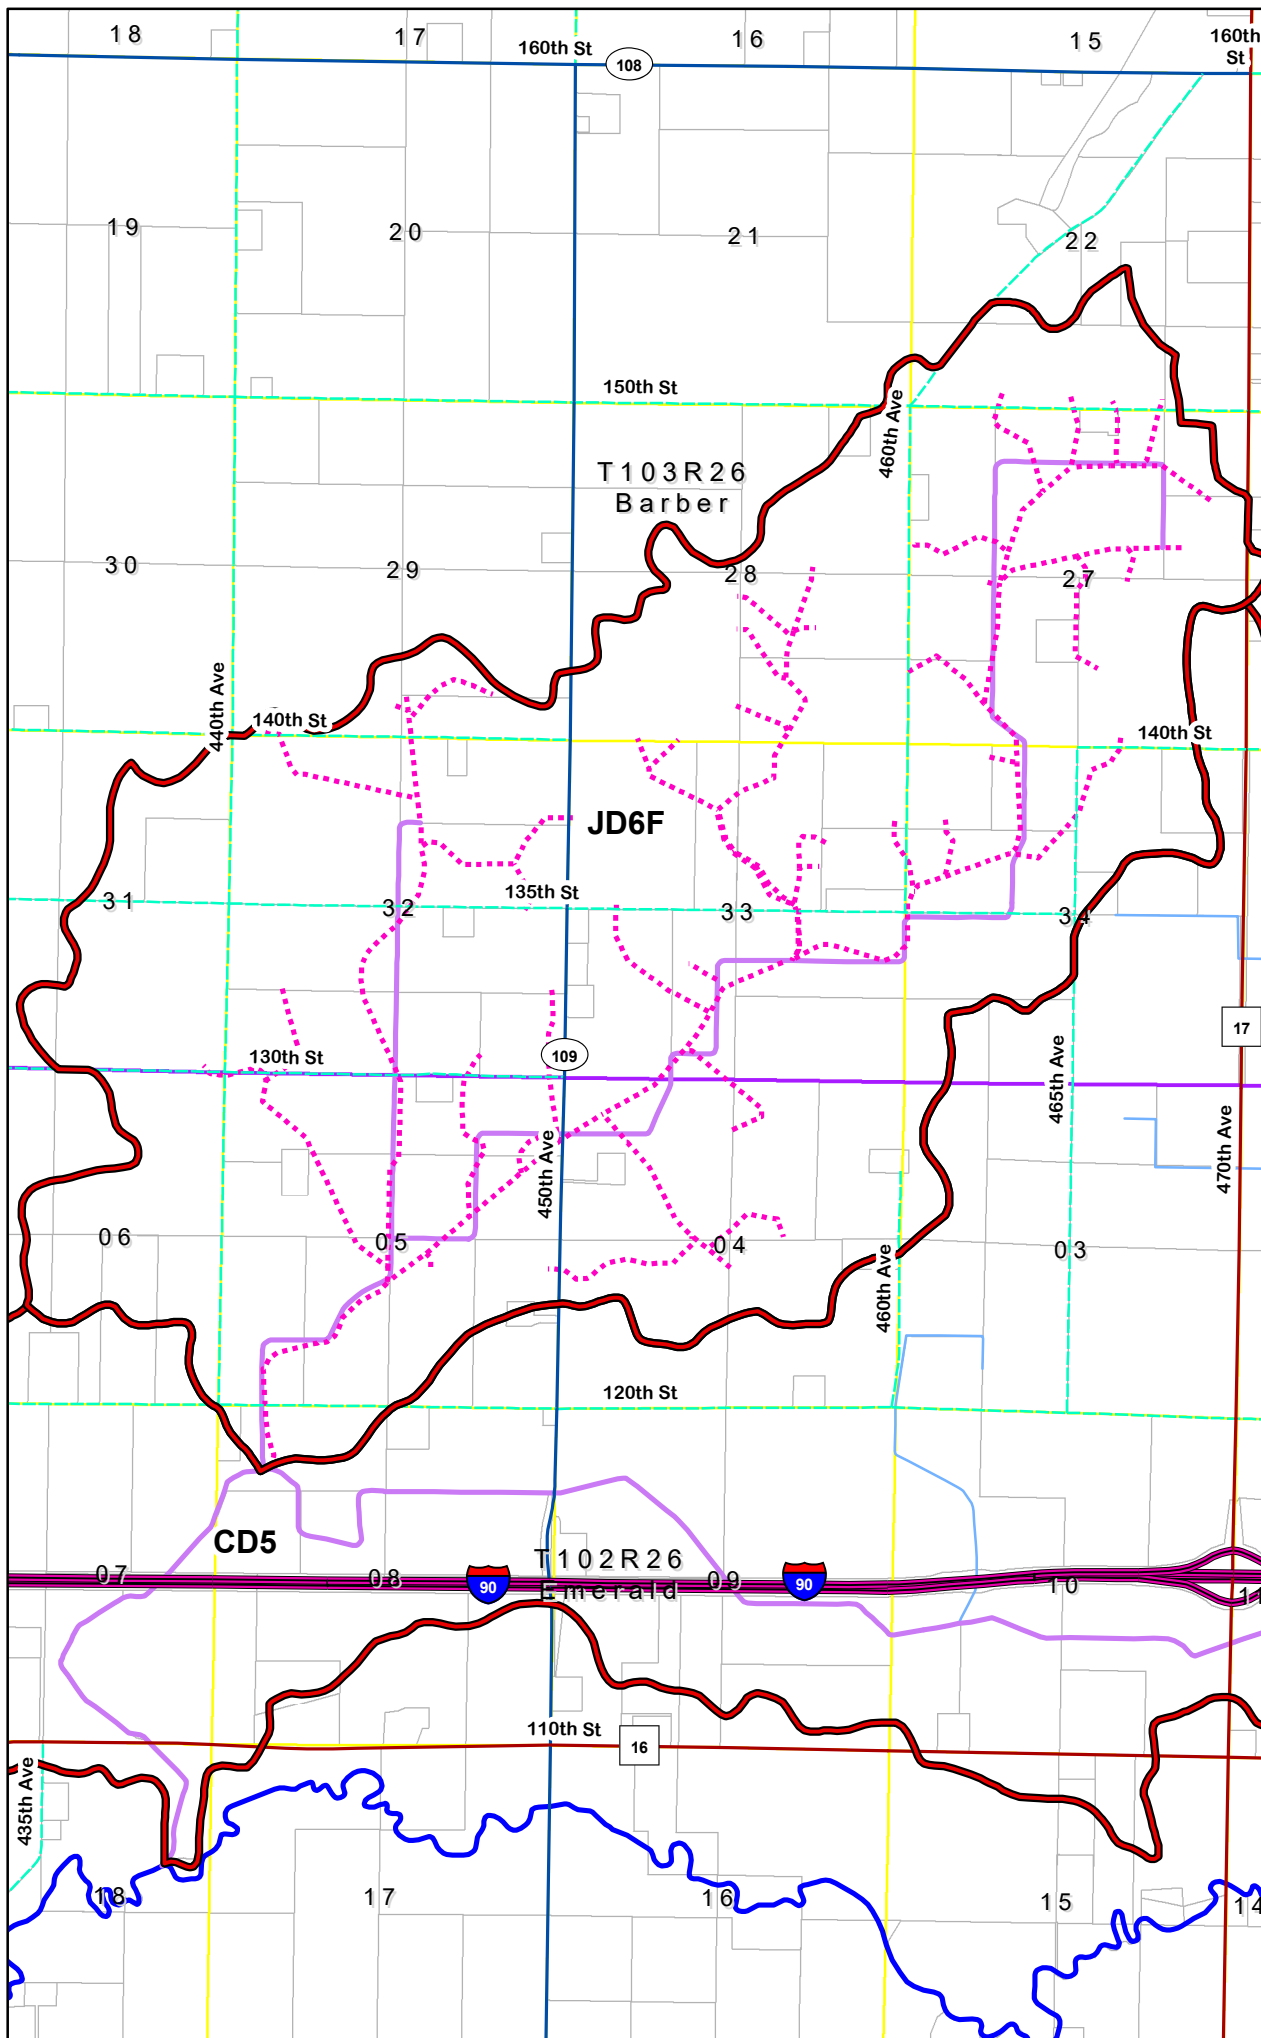 18
17
160th St
108
16
15
160th
St
19
20
21
22
150th St
460th Ave
T103R26
Barber
30
29
28
27
440th Ave
140th St
140th St
JD6F
31
32
135th St
33
34
17
130th St
109
465th Ave
450th Ave
470th Ave
06
05
04
03
460th Ave
120th St
CD5
T102R26
Emerald
07
08
90
09
90
10
11
110th St
16
435th Ave
18
17
16
15
14